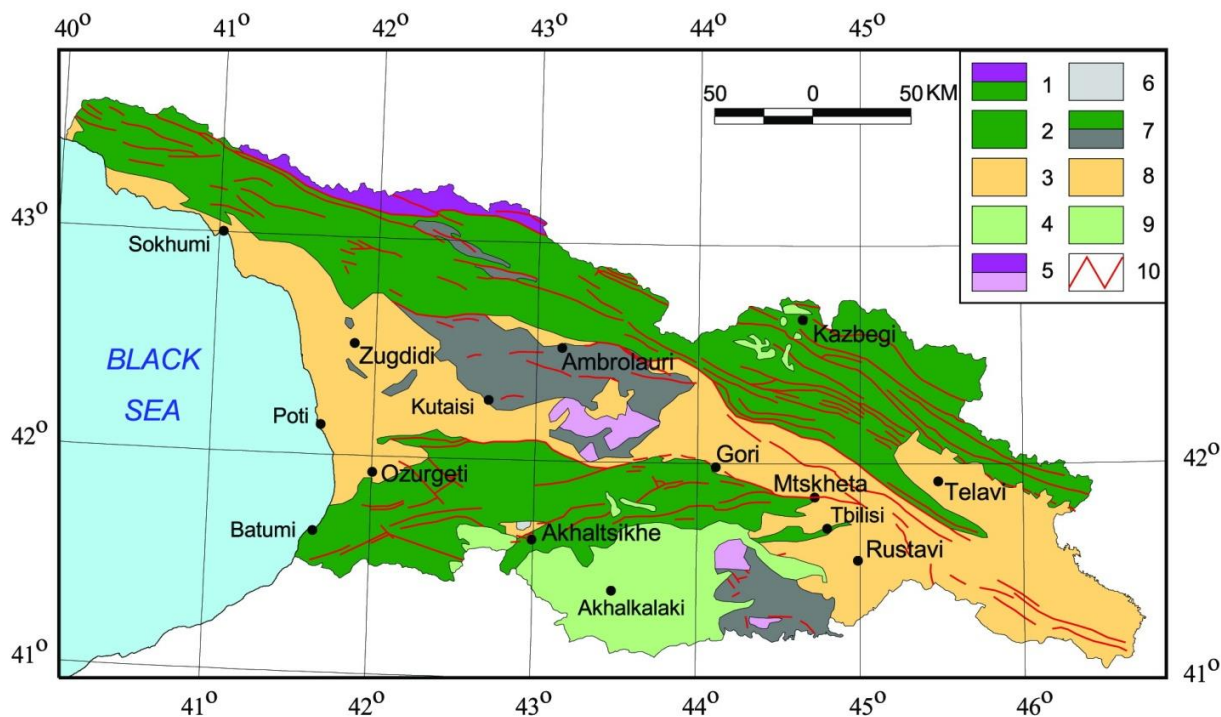 40° 41° 42° 43° 44°
50 0 50 KM
1 6
2 7
3 8
4 9
5 10
43°
Sokhumi
Kazbegi
BLACK
SEA
Zugdidi
Ambrolauri
Kutaisi
Poti
42°
Gori
42°
Ozurgeti
Mtskheta
Telavi
Tbilisi
Batumi
Akhaltsikhe
Rustavi
Akhalkalaki
41°
41°
41° 42° 43° 44° 45° 46°